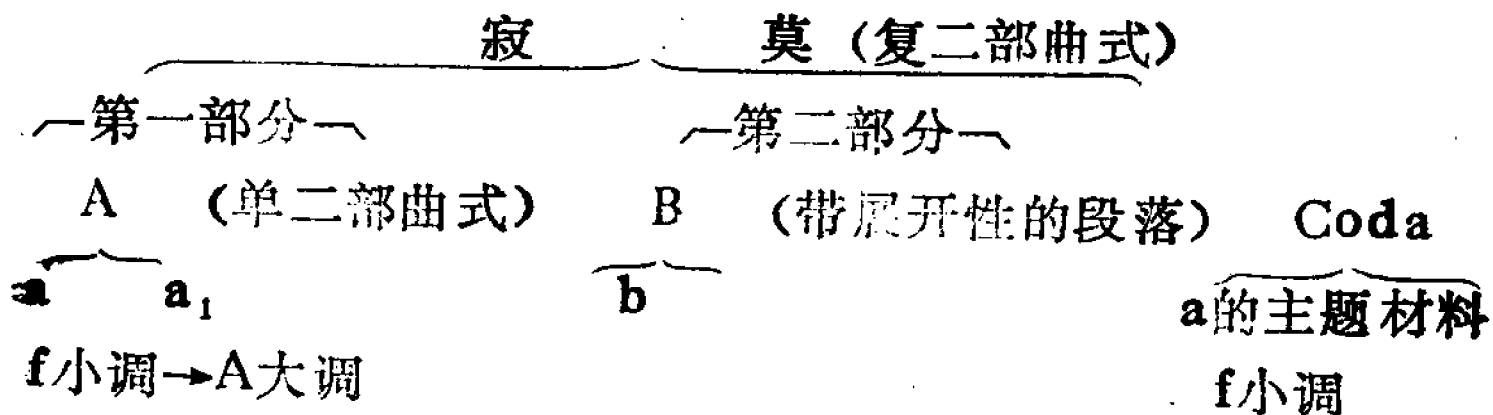 寂 莫（复二部曲式）
第一部分 第二部分
A （单二部曲式） B （带展开性的段落） Coda
a a₁ b a的主题材料
f小调→A大调 f小调